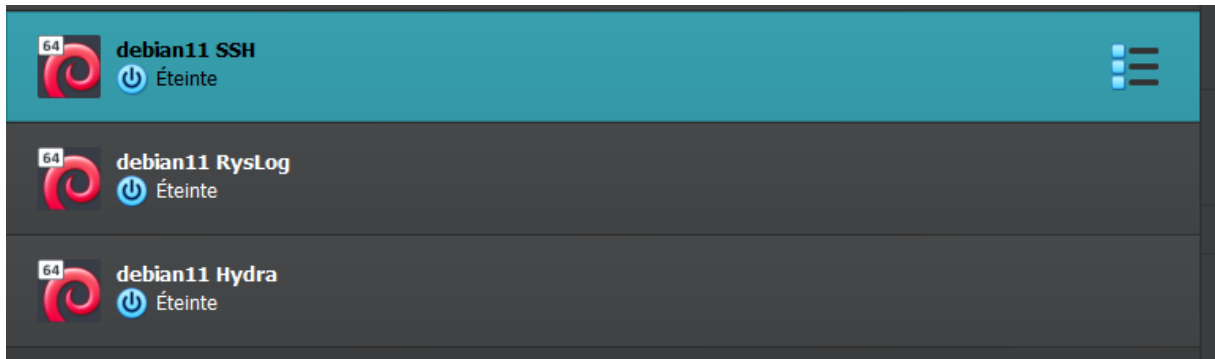 64
debian11 SSH
Éteinte
64
debian11 RysLog
Éteinte
64
debian11 Hydra
Éteinte